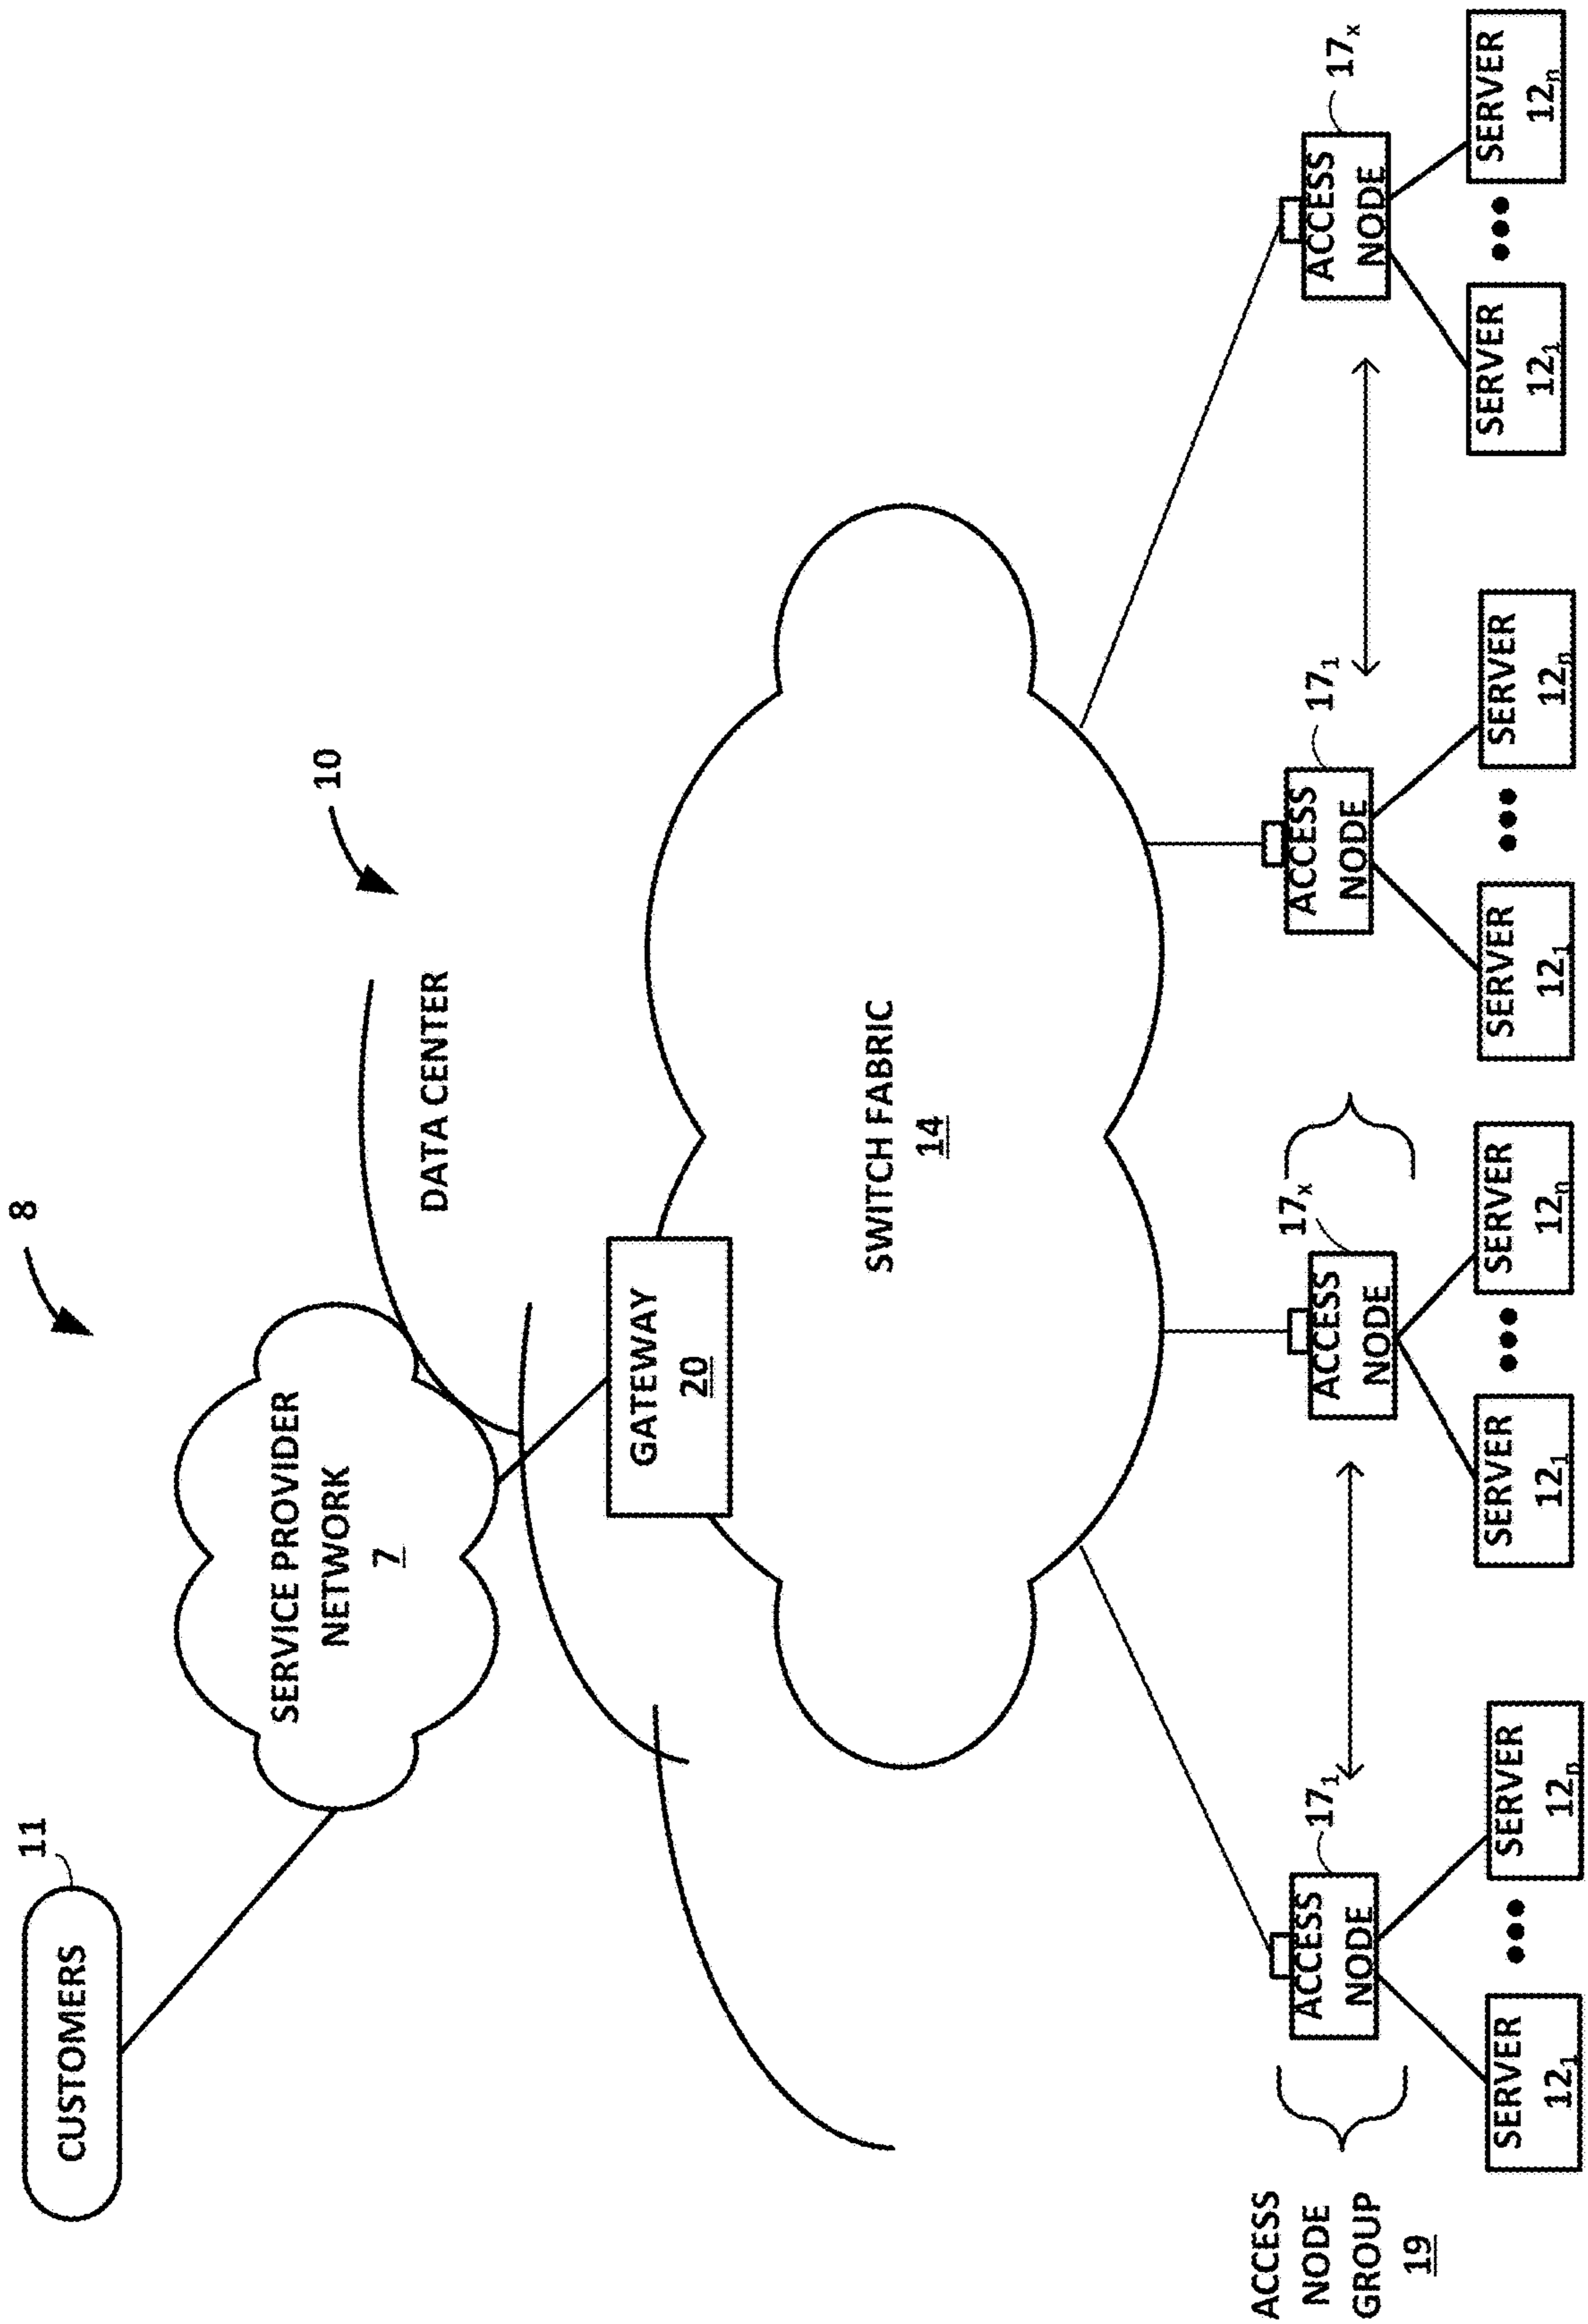 8
11
CUSTOMERS
SERVICE PROVIDER
NETWORK
7
10
DATA CENTER
GATEWAY
20
SWITCH FABRIC
14
ACCESS
NODE
GROUP
19
17₁
ACCESS
NODE
17ₓ
ACCESS
NODE
17₁
ACCESS
NODE
17ₓ
ACCESS
NODE
SERVER
12₁
SERVER
12ₙ
SERVER
12₁
SERVER
12ₙ
SERVER
12₁
SERVER
12ₙ
SERVER
12₁
SERVER
12ₙ